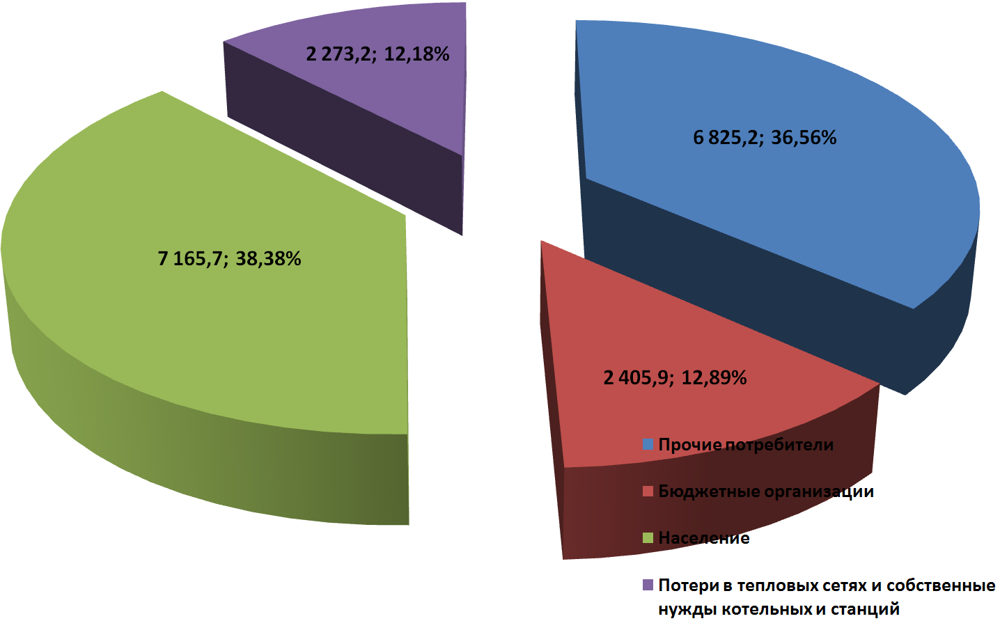 2 273,2; 12,18%
6 825,2; 36,56%
7 165,7; 38,38%
2 405,9; 12,89%
Прочие потребители
Бюджетные организации
Население
Потери в тепловых сетях и собственные
нужды котельных и станций